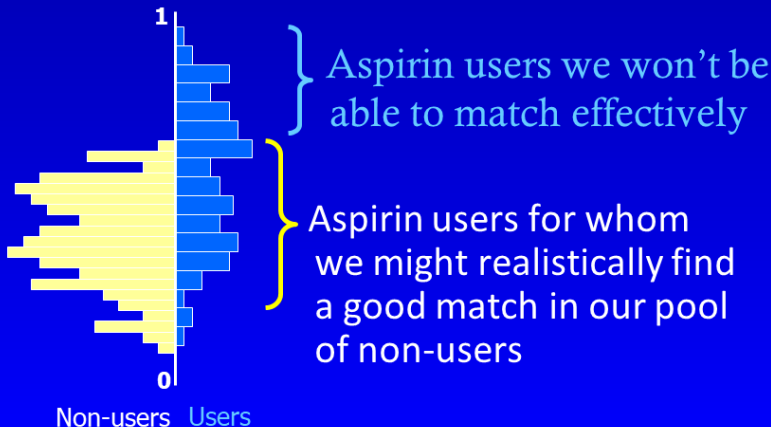 1
Aspirin users we won’t be
able to match effectively
Aspirin users for whom
we might realistically find
a good match in our pool
of non-users
0
Non-users Users